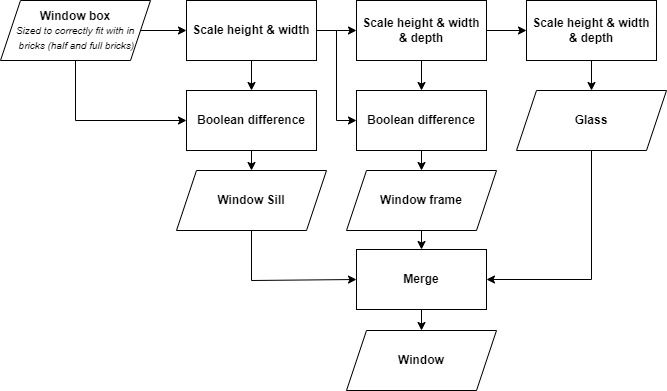 Window box
Sized to correctly fit with in
bricks (half and full bricks)
Scale height & width
Scale height & width
& depth
Scale height & width
& depth
Boolean difference
Boolean difference
Glass
Window Sill
Window frame
Merge
Window